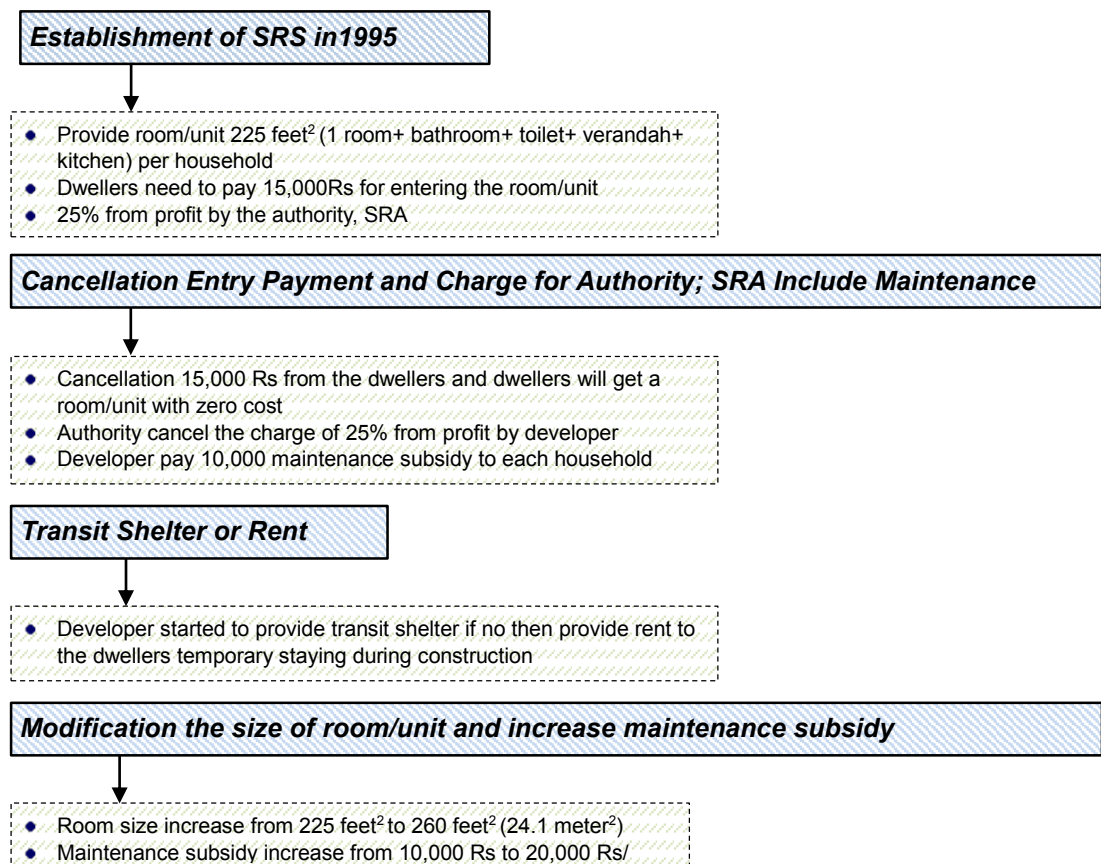 Establishment of SRS in1995
• Provide room/unit 225 feet² (1 room+ bathroom+ toilet+ verandah+
kitchen) per household
• Dwellers need to pay 15,000Rs for entering the room/unit
• 25% from profit by the authority, SRA
Cancellation Entry Payment and Charge for Authority; SRA Include Maintenance
• Cancellation 15,000 Rs from the dwellers and dwellers will get a
room/unit with zero cost
• Authority cancel the charge of 25% from profit by developer
• Developer pay 10,000 maintenance subsidy to each household
Transit Shelter or Rent
• Developer started to provide transit shelter if no then provide rent to
the dwellers temporary staying during construction
Modification the size of room/unit and increase maintenance subsidy
• Room size increase from 225 feet² to 260 feet² (24.1 meter²)
• Maintenance subsidy increase from 10,000 Rs to 20,000 Rs/